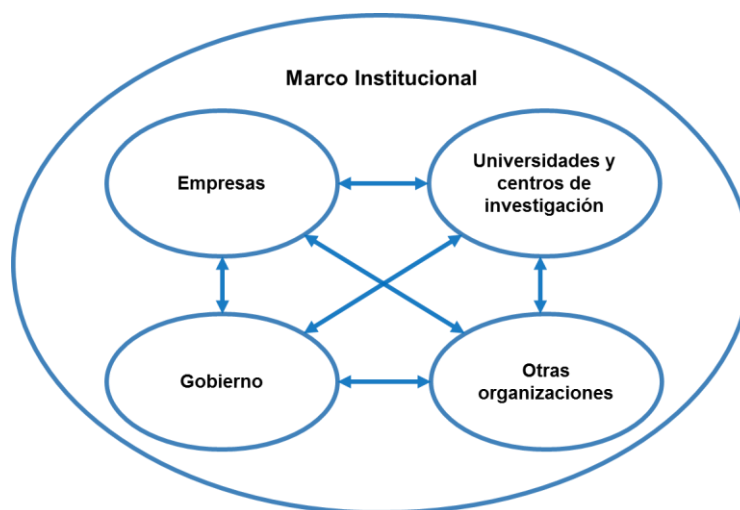 Marco Institucional
Empresas
Universidades y
centros de
investigación
Gobierno
Otras
organizaciones